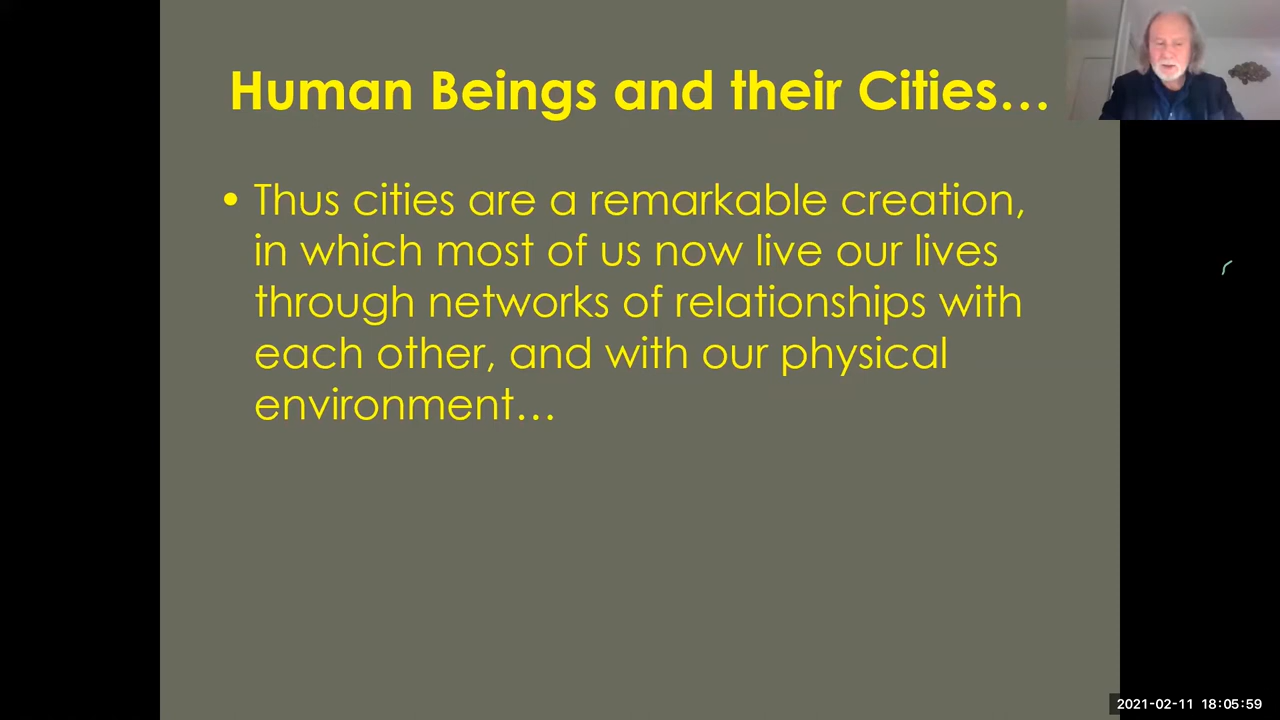 Human Beings and their Cities…
• Thus cities are a remarkable creation,
in which most of us now live our lives
through networks of relationships with
each other, and with our physical
environment…
2021-02-11 18:05:59